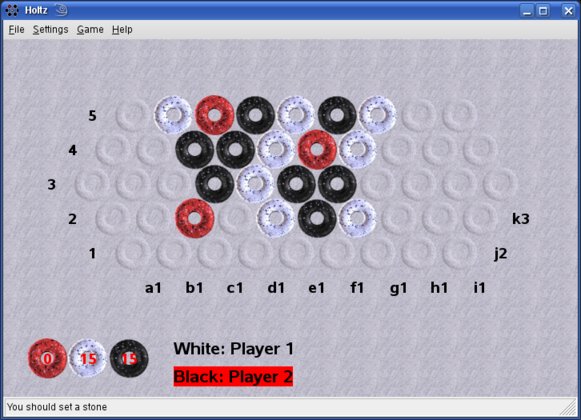 Holtz
File Settings Game Help
5
4
3
2 k3
1 j2
a1 b1 c1 d1 e1 f1 g1 h1 i1
0 15 15
White: Player 1
Black: Player 2
You should set a stone